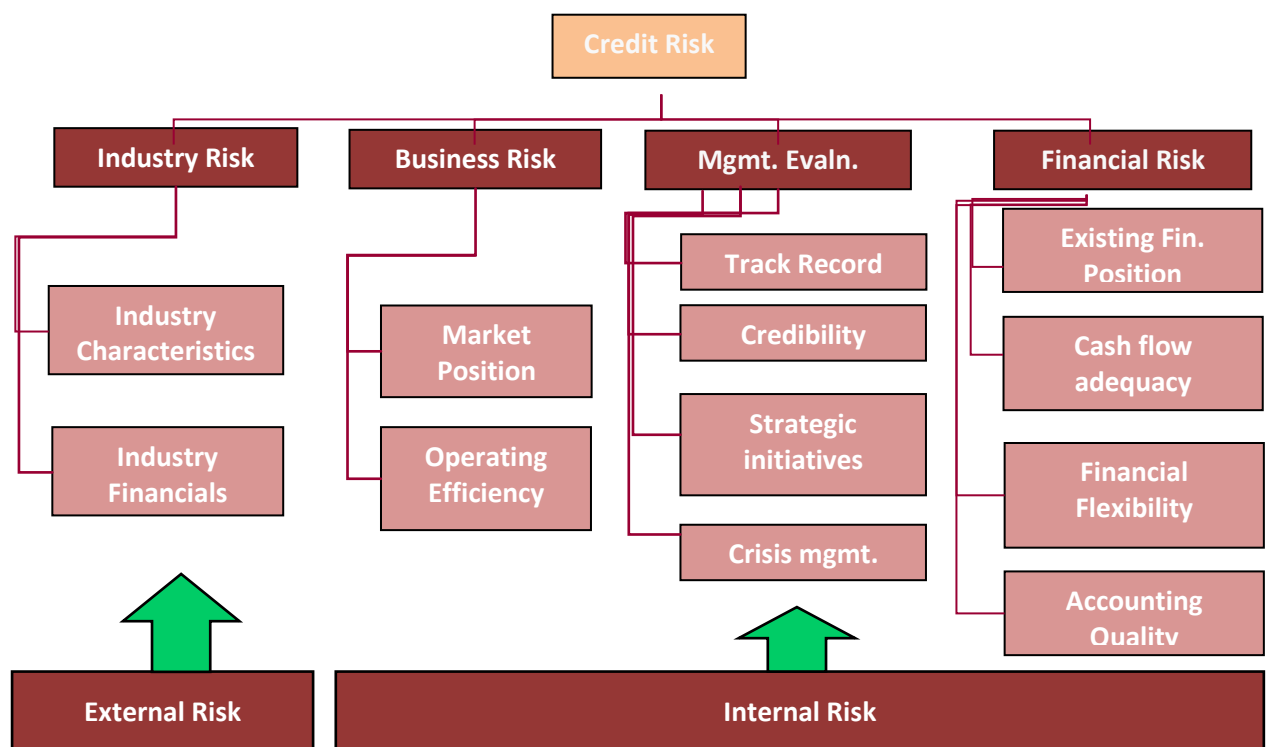 Credit Risk
Industry Risk
Business Risk
Mgmt. Evaln.
Financial Risk
Industry
Characteristics
Industry
Financials
Market
Position
Operating
Efficiency
Track Record
Credibility
Strategic
initiatives
Crisis mgmt.
Existing Fin.
Position
Cash flow
adequacy
Financial
Flexibility
Accounting
Quality
External Risk
Internal Risk